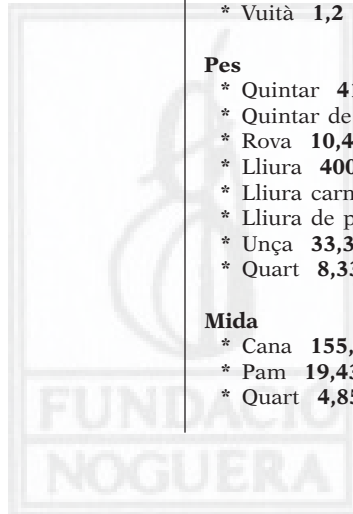 * Vuità 1,2
Pes
* Quintar 41
* Quintar de
* Rova 10,4
* Lliura 400
* Lliura carn
* Lliura de p
* Unça 33,3
* Quart 8,33
Mida
* Cana 155,
* Pam 19,43
* Quart 4,85
FUNDACIÓ
NOGUERA